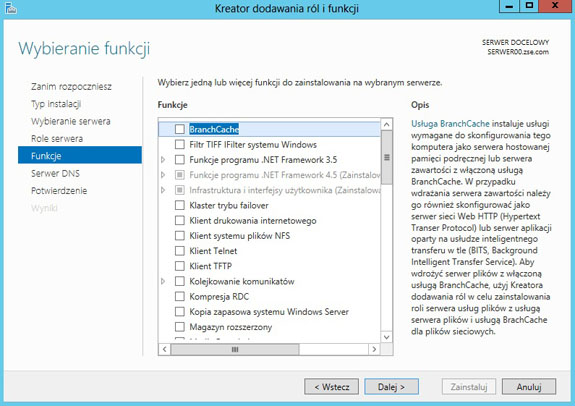 Kreator dodawania ról i funkcji
Wybieranie funkcji
SERWER DOCELOWY
SERWER00.zse.com
Zanim rozpoczniesz
Typ instalacji
Wybieranie serwera
Role serwera
Funkcje
Serwer DNS
Potwierdzenie
Wyniki
Wybierz jedną lub więcej funkcji do zainstalowania na wybranym serwerze.
Funkcje
BranchCache
Filtr TIFF IFilter systemu Windows
Funkcje programu .NET Framework 3.5
Funkcje programu .NET Framework 4.5 (Zainstalow
Infrastruktura i interfejsy użytkownika (Zainstalowa
Klaster trybu failover
Klient drukowania internetowego
Klient systemu plików NFS
Klient Telnet
Klient TFTP
Kolejkowanie komunikatów
Kompresja RDC
Kopia zapasowa systemu Windows Server
Magazyn rozszerzony
Opis
Usługa BranchCache instaluje usługi
wymagane do skonfigurowania tego
komputera jako serwera hostowanej
pamięci podręcznej lub serwera
zawartości z włączoną usługą
BranchCache. W przypadku
wdrażania serwera zawartości należy
go również skonfigurować jako
serwer sieci Web HTTP (Hypertext
Transer Protocol) lub serwer aplikacji
oparty na usłudze inteligentnego
transferu w tle (BITS, Background
Intelligent Transfer Service). Aby
wdrożyć serwer plików z włączoną
usługą BranchCache, użyj Kreatora
dodawania ról w celu zainstalowania
roli serwera usług plików z usługą
serwera plików i usługą BrachCache
dla plików sieciowych.
< Wstecz
Dalej >
Zainstaluj
Anuluj